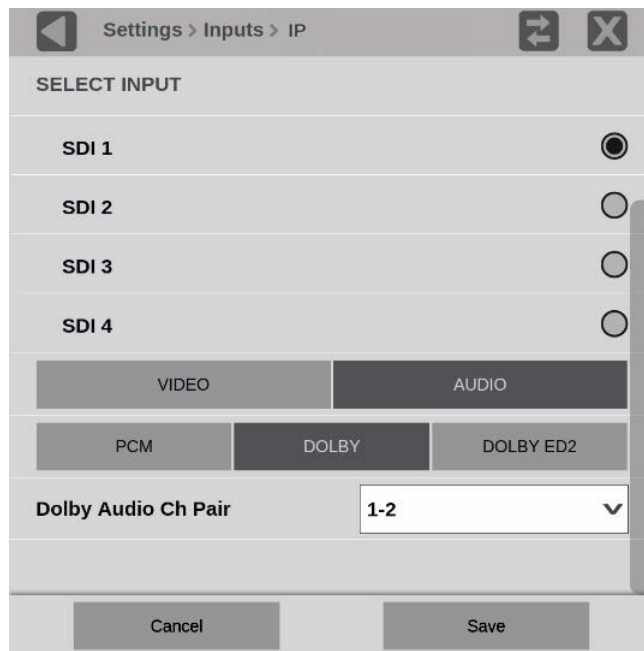 Settings > Inputs > IP
SELECT INPUT
SDI 1
SDI 2
SDI 3
SDI 4
VIDEO AUDIO
PCM DOLBY DOLBY ED2
Dolby Audio Ch Pair 1-2
Cancel Save